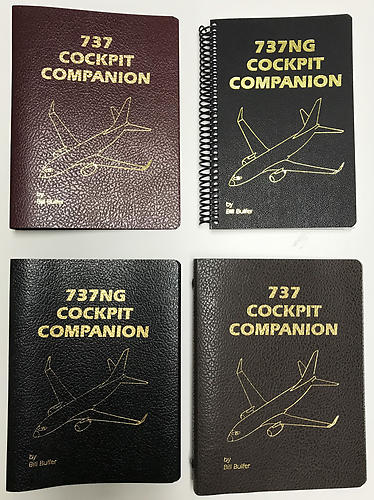 737
COCKPIT
COMPANION
by
Bill Bulfer
737NG
COCKPIT
COMPANION
by
Bill Bulfer
737NG
COCKPIT
COMPANION
by
Bill Bulfer
737
COCKPIT
COMPANION
by
Bill Bulfer